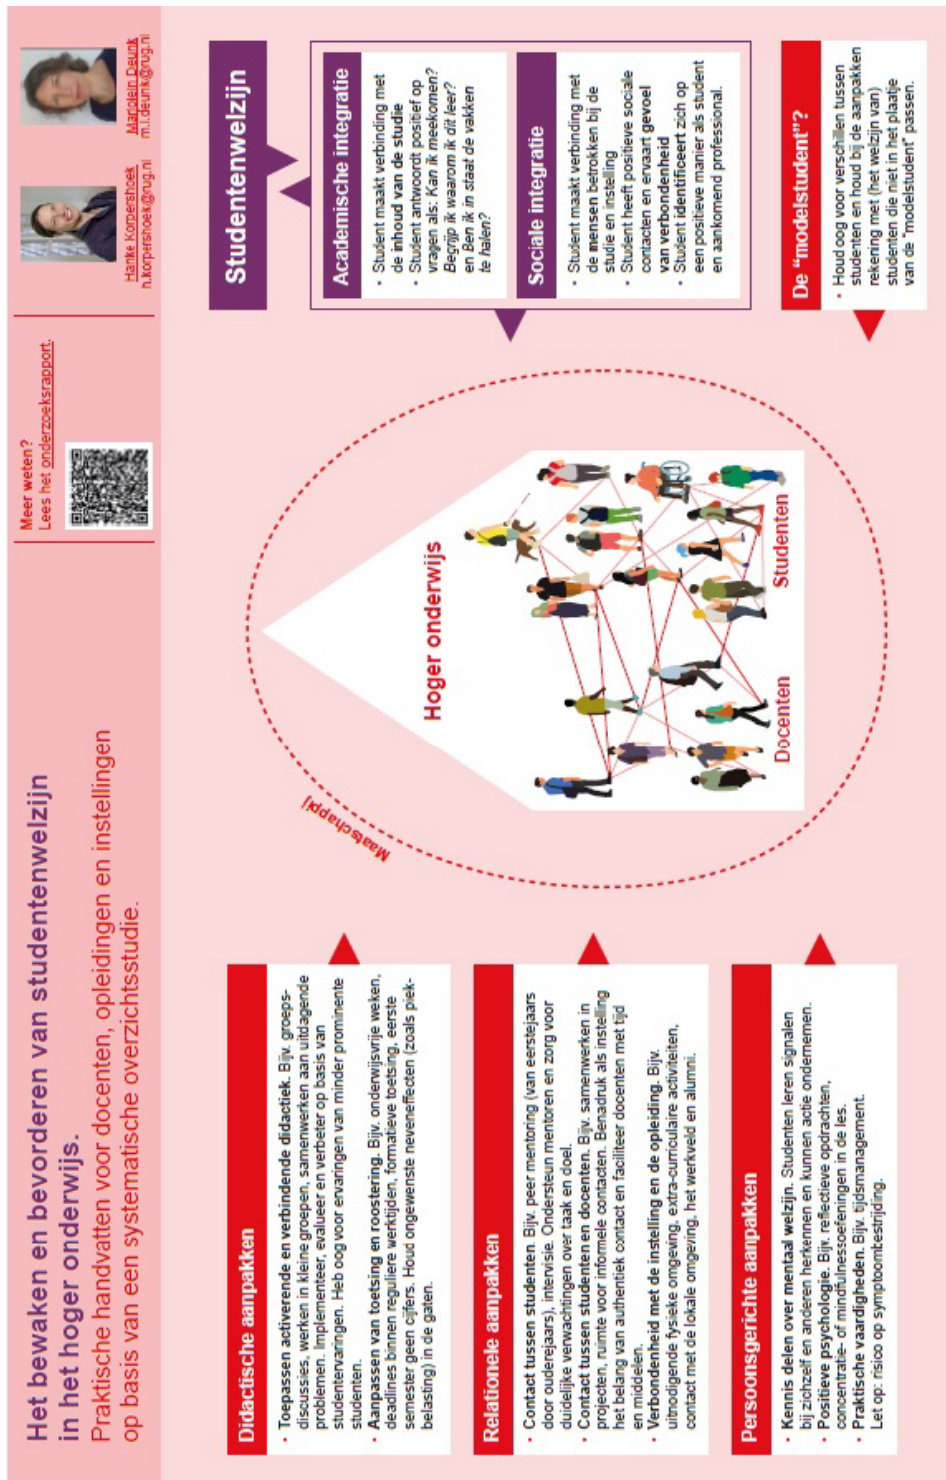 Het bewaken en bevorderen van studentenwelzijn
in het hoger onderwijs.
Praktische handvatten voor docenten, opleidingen en instellingen
op basis van een systematische overzichtsstudie.
Meer weten?
Lees het onderzoeksrapport.
Hanke Korpershoek
h.korpershoek@rug.nl
Marjolein Deunk
m.i.deunk@rug.nl
Didactische aanpakken
• Toepassen activerende en verbindende didactiek. Bijv. groeps-
discussies, werken in kleine groepen, samenwerken aan uitdagende
problemen. Implementeer, evalueer en verbeter op basis van
studentervaringen. Heb oog voor ervaringen van minder prominente
studenten.
• Aanpassen van toetsing en roostering. Bijv. onderwijsvrije weken,
deadlines binnen reguliere werktijden, formatieve toetsing, eerste
semester geen cijfers. Houd ongewenste neveneffecten (zoals piek-
belasting) in de gaten.
Relationele aanpakken
• Contact tussen studenten. Bijv. peer mentoring (van eerstejaars
door ouderejaars), intervisie. Ondersteun mentoren en zorg voor
duidelijke verwachtingen over taak en doel.
• Contact tussen studenten en docenten. Bijv. samenwerken in
projecten, ruimte voor informele contacten. Benadruk als instelling
het belang van authentiek contact en faciliteer docenten met tijd
en middelen.
• Verbondenheid met de instelling en de opleiding. Bijv.
uitnodigende fysieke omgeving, extra-curriculaire activiteiten,
contact met de lokale omgeving, het werkveld en alumni.
Persoonsgerichte aanpakken
• Kennis delen over mentaal welzijn. Studenten leren signalen
bij zichzelf en anderen herkennen en kunnen actie ondernemen.
• Positieve psychologie. Bijv. reflectieve opdrachten,
concentratie- of mindfulnessoefeningen in de les.
• Praktische vaardigheden. Bijv. tijdsmanagement.
Let op: risico op symptoombestrijding.
Maatschappij
Hoger onderwijs
Docenten
Studenten
Studentenwelzijn
Academische integratie
• Student maakt verbinding met
de inhoud van de studie
• Student antwoordt positief op
vragen als: Kan ik meekomen?
Begrijp ik waarom ik dit leer?
en Ben ik in staat de vakken
te halen?
Sociale integratie
• Student maakt verbinding met
de mensen betrokken bij de
studie en instelling
• Student heeft positieve sociale
contacten en ervaart gevoel
van verbondenheid
• Student identificeert zich op
een positieve manier als student
en aankomend professional.
De "modelstudent"?
• Houd oog voor verschillen tussen
studenten en houd bij de aanpakken
rekening met (het welzijn van)
studenten die niet in het plaatje
van de "modelstudent" passen.